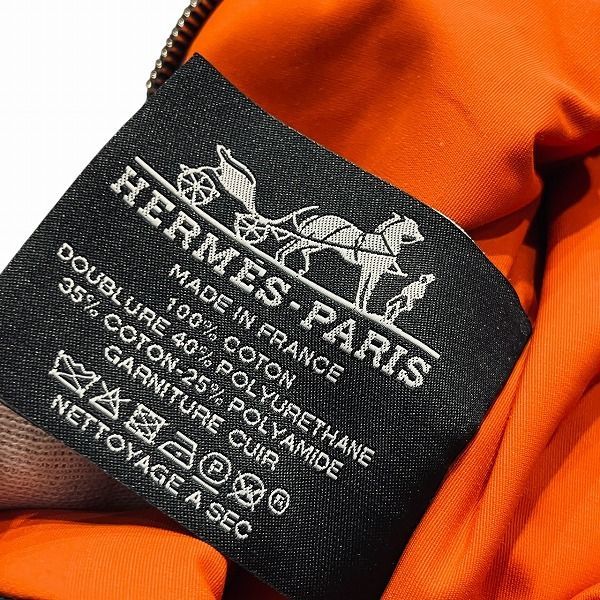 HERMES-PARIS
MADE IN FRANCE
100% COTON
DOUBLURE 40% POLYURETHANE
35% COTON-25% POLYAMIDE
GARNITURE CUIR
P R
NETTOYAGE A SEC